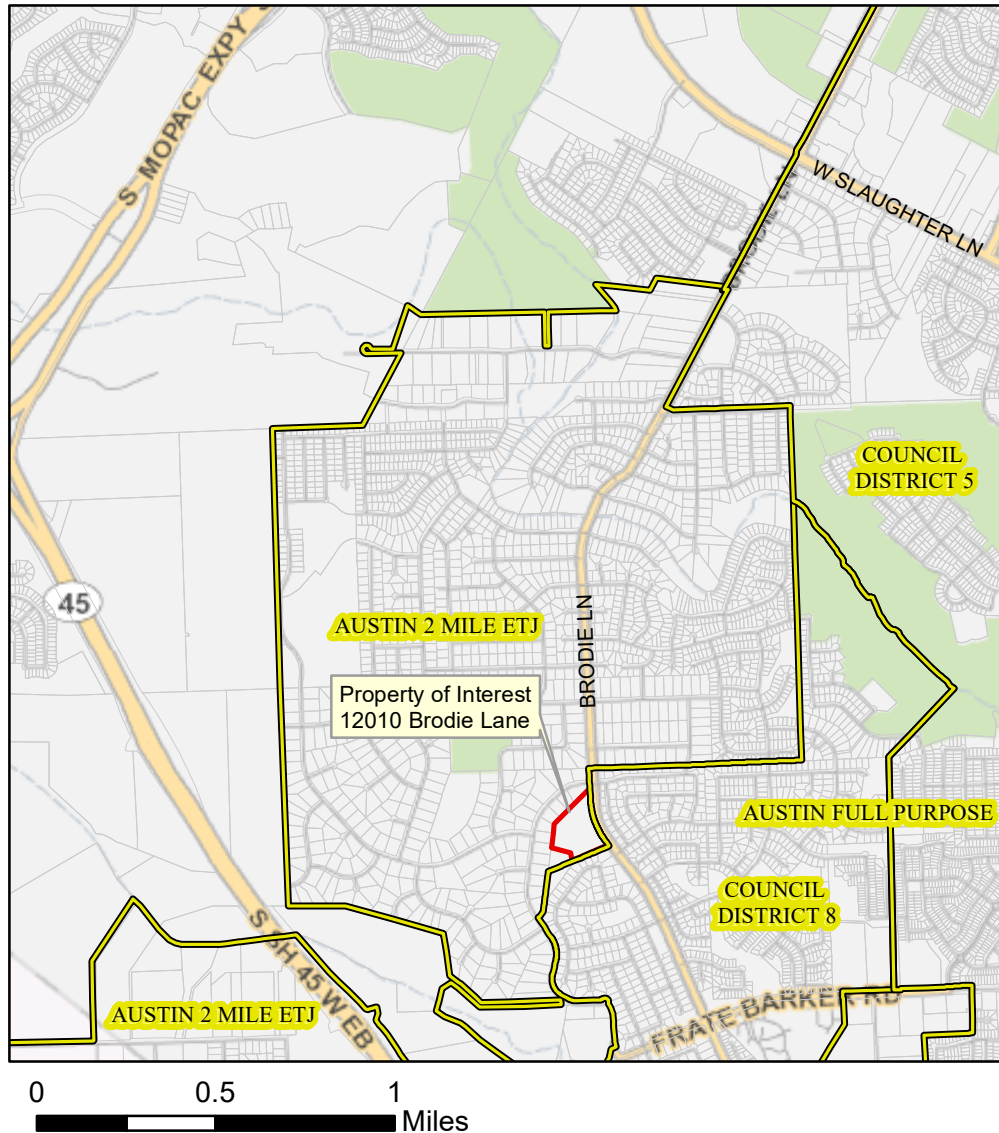 S MOPAC EXPY
W SLAUGHTER LN
COUNCIL
DISTRICT 5
45
AUSTIN 2 MILE ETJ
BRODIE LN
Property of Interest
12010 Brodie Lane
AUSTIN FULL PURPOSE
COUNCIL
DISTRICT 8
S SH 45 W EB
AUSTIN 2 MILE ETJ
FRATE BARKER RD
0
0.5
1
Miles